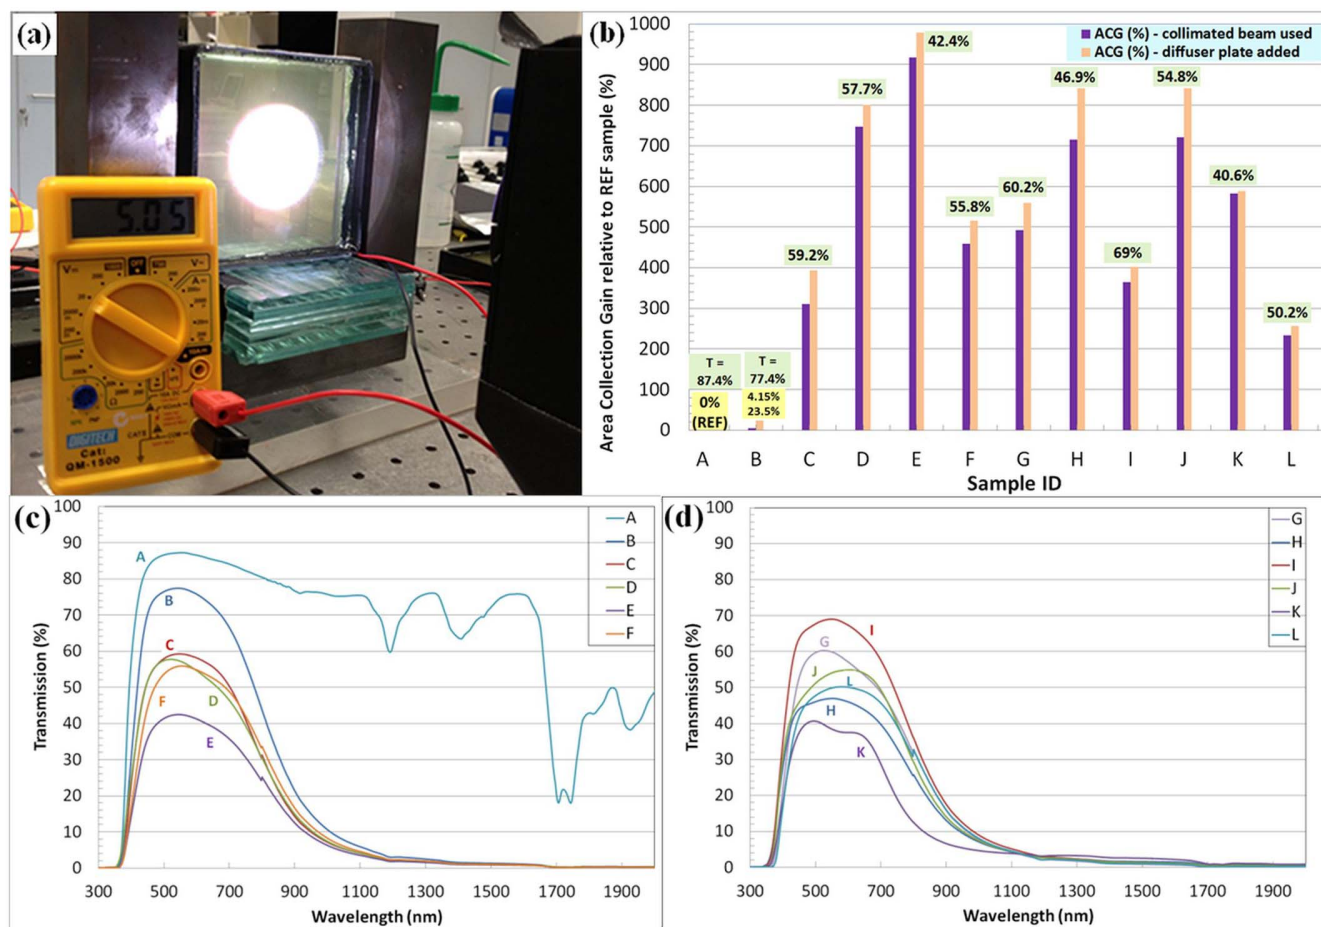 (a)
5.05
OFF
V
A
DIGITECH
Cat:
QM-1500
CAT
COM
(b)
ACG (%) - collimated beam used
ACG (%) - diffuser plate added
Area Collection Gain relative to REF sample (%)
1000
900
800
700
600
500
400
300
200
100
0
T =
87.4%
0%
(REF)
T =
77.4%
4.15%
23.5%
59.2%
57.7%
42.4%
55.8%
60.2%
46.9%
69%
54.8%
40.6%
50.2%
A B C D E F G H I J K L
Sample ID
(c)
Transmission (%)
100
90
80
70
60
50
40
30
20
10
0
A
B
C
D
E
F
A
B
C
D
E
F
300 500 700 900 1100 1300 1500 1700 1900
Wavelength (nm)
(d)
Transmission (%)
100
90
80
70
60
50
40
30
20
10
0
G
H
I
J
K
L
I
G
J
L
H
K
300 500 700 900 1100 1300 1500 1700 1900
Wavelength (nm)